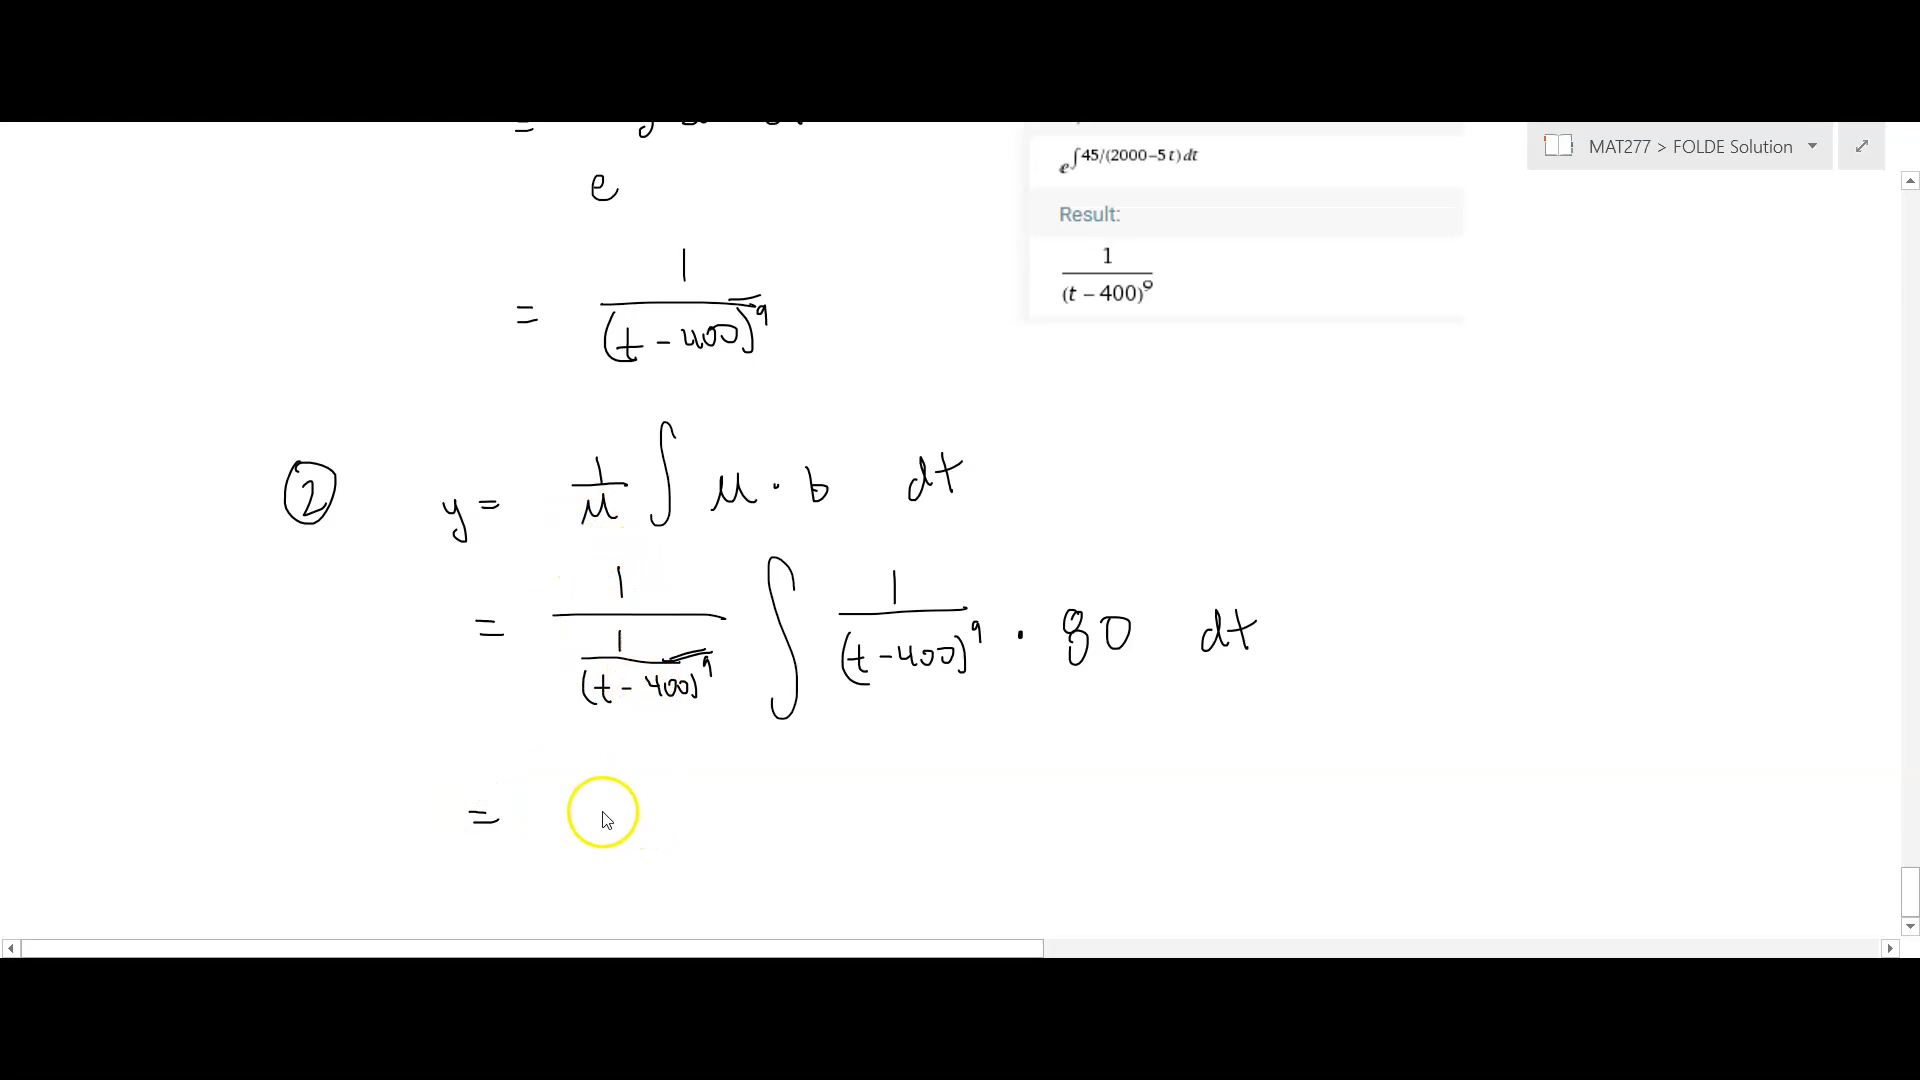 MAT277 > FOLDE Solution
e^∫45/(2000−5t)dt
Result:
1/(t − 400)^9
e
= 1/(t − 400)^9
② y = 1/μ ∫ μ · b dt
= 1/(1/(t − 400)^9) ∫ 1/(t − 400)^9 · 80 dt
=